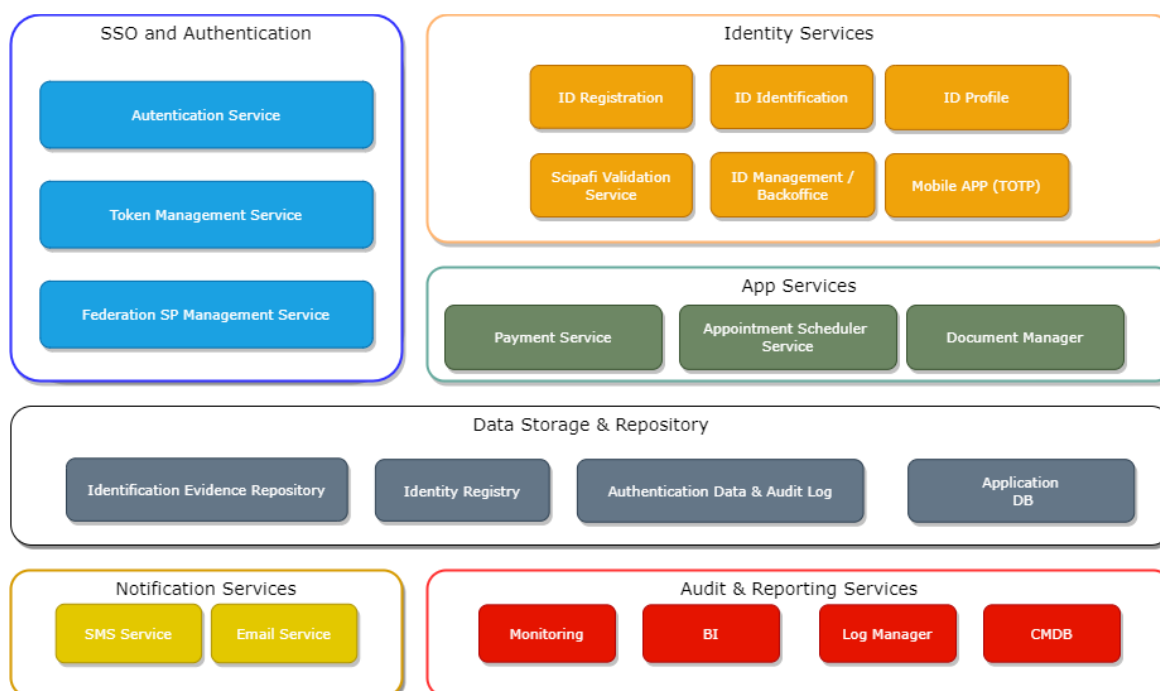 SSO and Authentication
Autentication Service
Token Management Service
Federation SP Management Service
Identity Services
ID Registration
ID Identification
ID Profile
Scipafi Validation
Service
ID Management /
Backoffice
Mobile APP (TOTP)
App Services
Payment Service
Appointment Scheduler
Service
Document Manager
Data Storage & Repository
Identification Evidence Repository
Identity Registry
Authentication Data & Audit Log
Application
DB
Notification Services
SMS Service
Email Service
Audit & Reporting Services
Monitoring
BI
Log Manager
CMDB